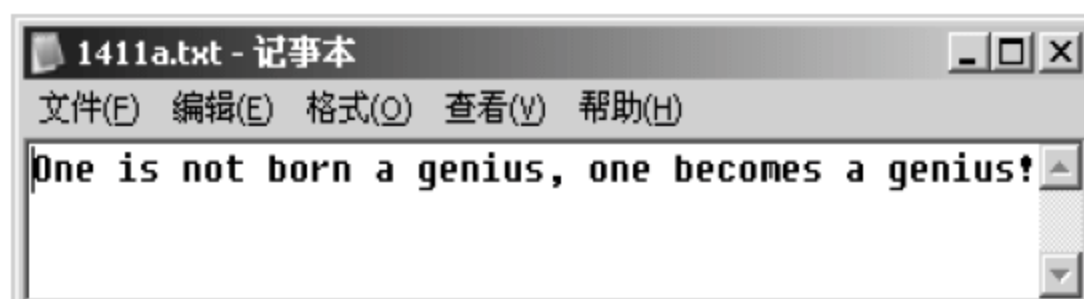 1411a.txt - 记事本
文件(F) 编辑(E) 格式(O) 查看(V) 帮助(H)
One is not born a genius, one becomes a genius!